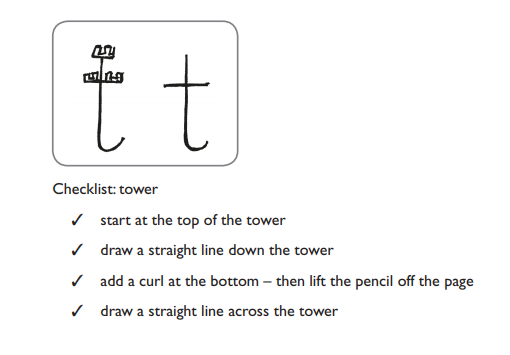 t
Checklist: tower
✓ start at the top of the tower
✓ draw a straight line down the tower
✓ add a curl at the bottom – then lift the pencil off the page
✓ draw a straight line across the tower